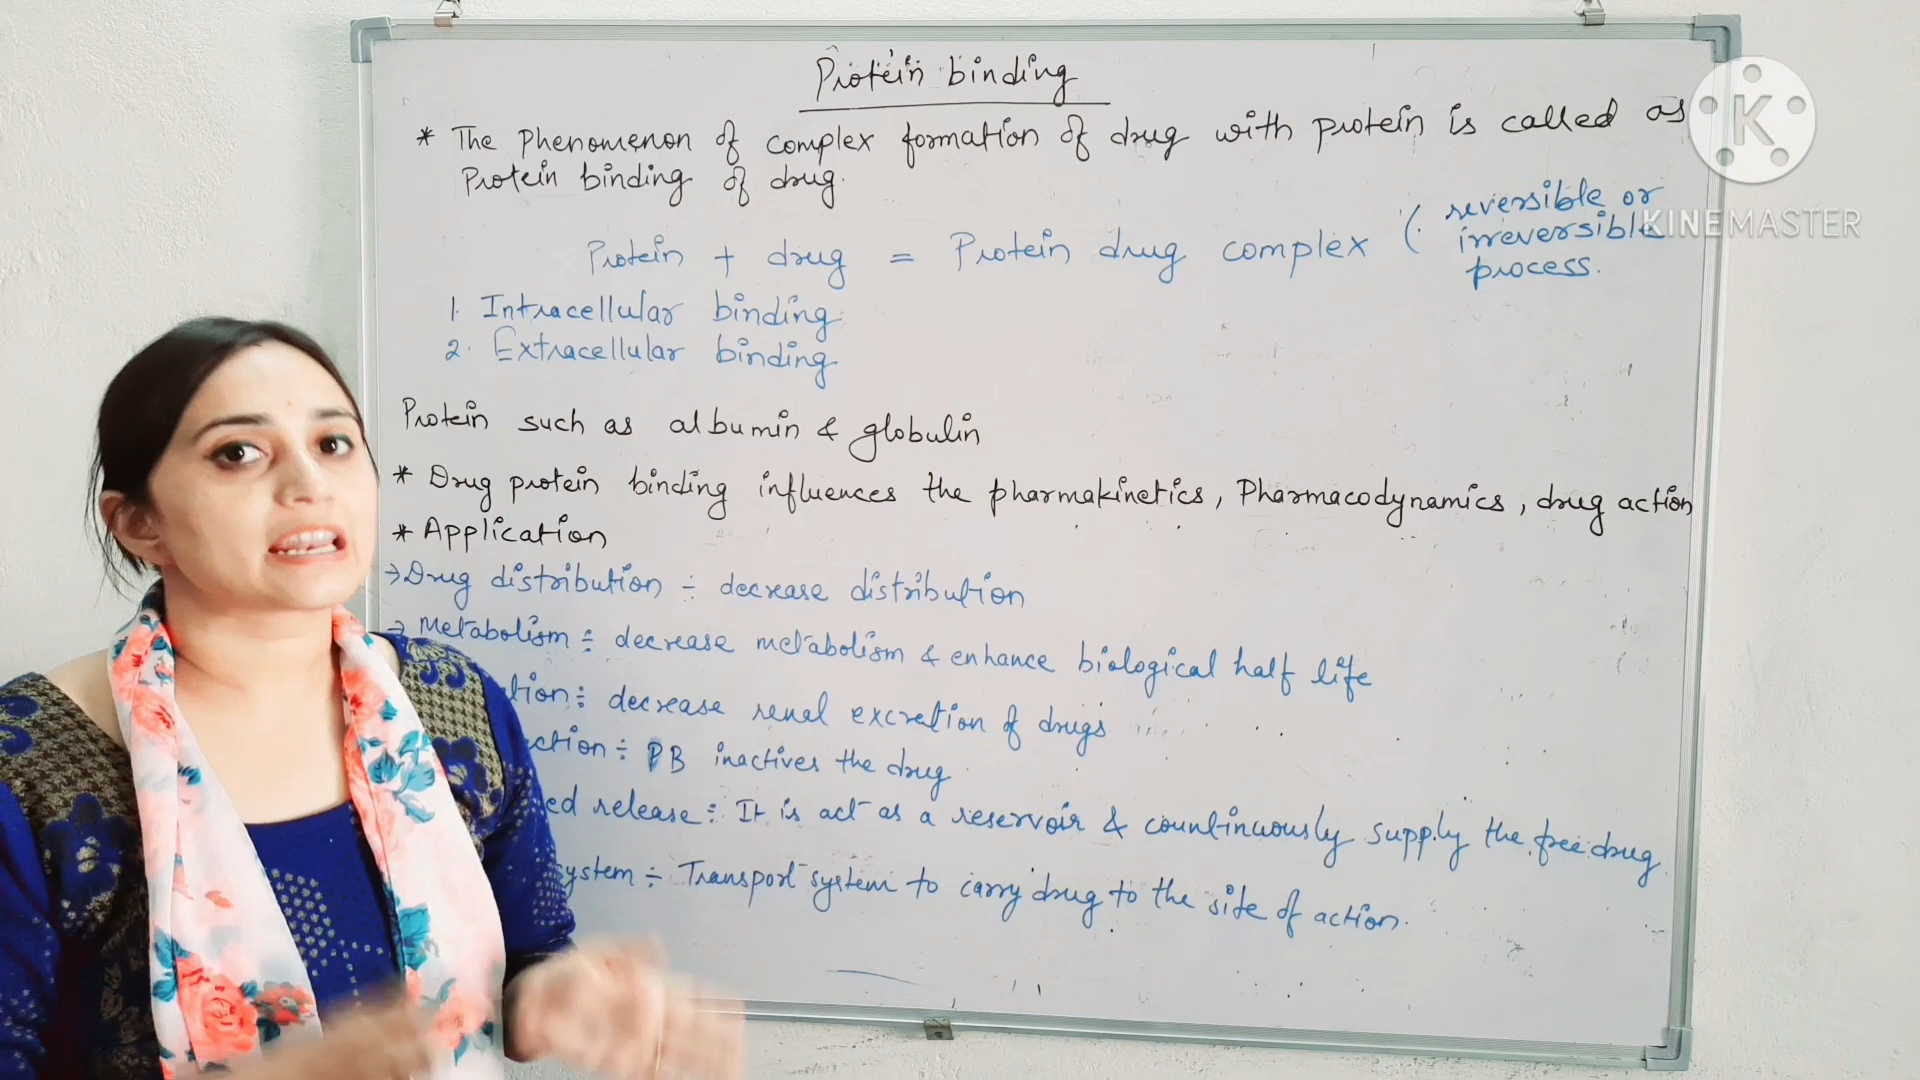 Protein binding
* The Phenomenon of complex formation of drug with protein is called as
Protein binding of drug.
Protein + drug = Protein drug complex ( reversible or
irreversible
process.
1. Intracellular binding
2. Extracellular binding
Protein such as albumin & globulin
* Drug protein binding influences the pharmakinetics, Pharmacodynamics, drug action
* Application
→ Drug distribution ÷ decrease distribution
→ Metabolism ÷ decrease metabolism & enhance biological half life
tion ÷ decrease renal excretion of drugs
ction ÷ PB inactives the drug
ed release ÷ It is act as a reservoir & countinuously supply the free drug
ystem ÷ Transport system to carry drug to the site of action.
K
KINEMASTER